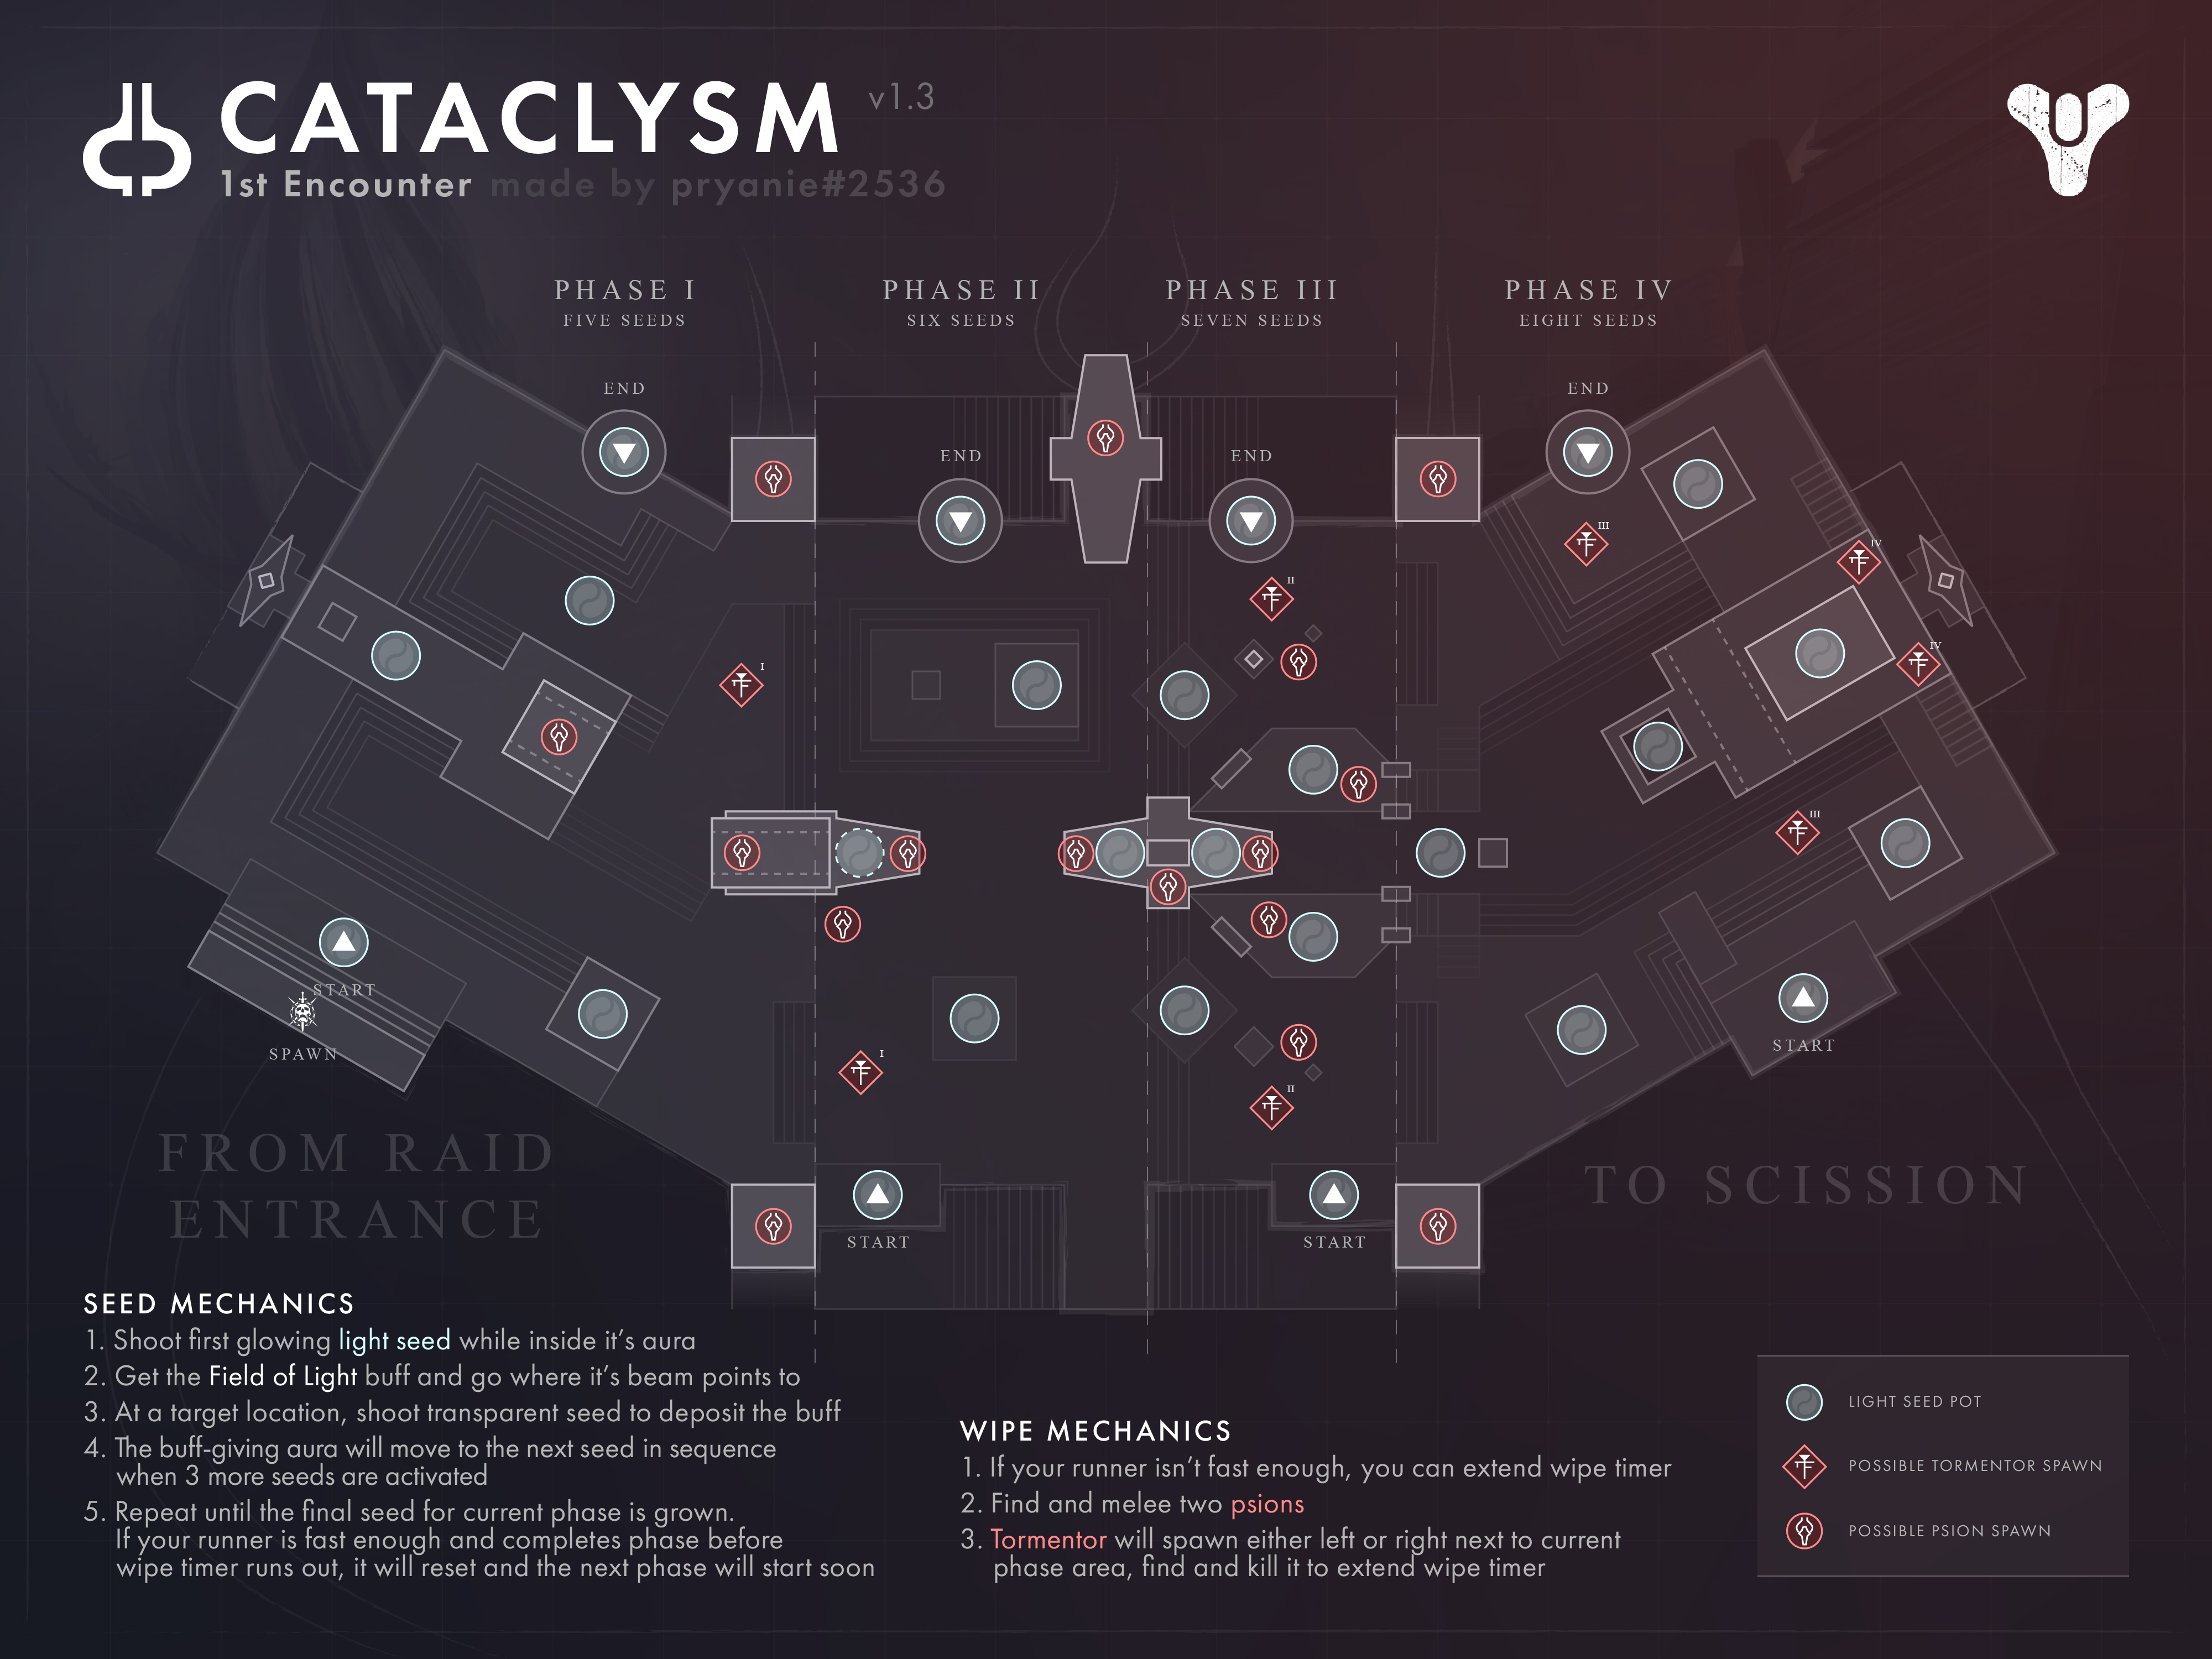 CATACLYSM v1.3
1st Encounter made by pryanie#2536
PHASE I
FIVE SEEDS
PHASE II
SIX SEEDS
PHASE III
SEVEN SEEDS
PHASE IV
EIGHT SEEDS
END
END
END
END
III
IV
II
IV
I
III
START
SPAWN
START
I
II
START
START
FROM RAID
ENTRANCE
TO SCISSION
SEED MECHANICS
1. Shoot first glowing light seed while inside it's aura
2. Get the Field of Light buff and go where it's beam points to
3. At a target location, shoot transparent seed to deposit the buff
4. The buff-giving aura will move to the next seed in sequence
when 3 more seeds are activated
5. Repeat until the final seed for current phase is grown.
If your runner is fast enough and completes phase before
wipe timer runs out, it will reset and the next phase will start soon
WIPE MECHANICS
1. If your runner isn't fast enough, you can extend wipe timer
2. Find and melee two psions
3. Tormentor will spawn either left or right next to current
phase area, find and kill it to extend wipe timer
LIGHT SEED POT
POSSIBLE TORMENTOR SPAWN
POSSIBLE PSION SPAWN